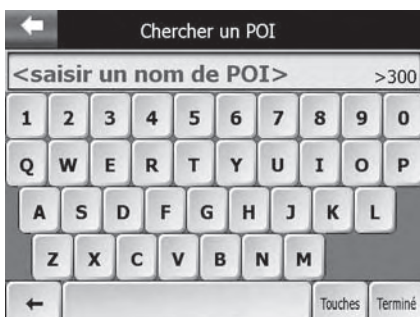 Chercher un POI
<saisir un nom de POI> >300
1 2 3 4 5 6 7 8 9 0
Q W E R T Y U I O P
A S D F G H J K L
Z X C V B N M
Touches Terminé